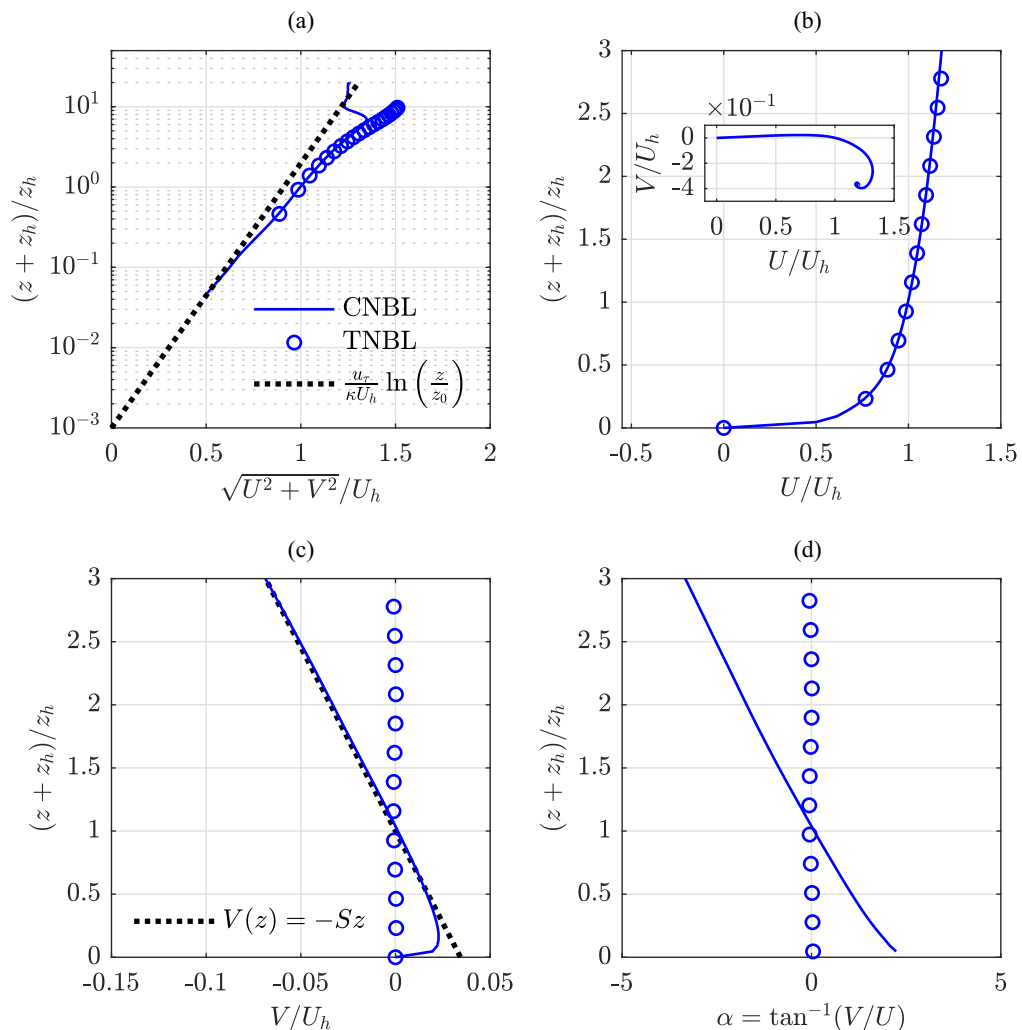 (a)
10^1
10^0
10^{-1}
10^{-2}
10^{-3}
(z + z_h)/z_h
CNBL
TNBL
\frac{u_τ}{κU_h} ln (\frac{z}{z_0})
0 0.5 1 1.5 2
\sqrt{U^2 + V^2}/U_h
(b)
3
2.5
2
1.5
1
0.5
0
(z + z_h)/z_h
×10^{-1}
0
-2
-4
V/U_h
0 0.5 1 1.5
U/U_h
-0.5 0 0.5 1 1.5
U/U_h
(c)
3
2.5
2
1.5
1
0.5
0
(z + z_h)/z_h
V(z) = −Sz
-0.15 -0.1 -0.05 0 0.05
V/U_h
(d)
3
2.5
2
1.5
1
0.5
0
(z + z_h)/z_h
-5 0 5
α = tan^{−1}(V/U)